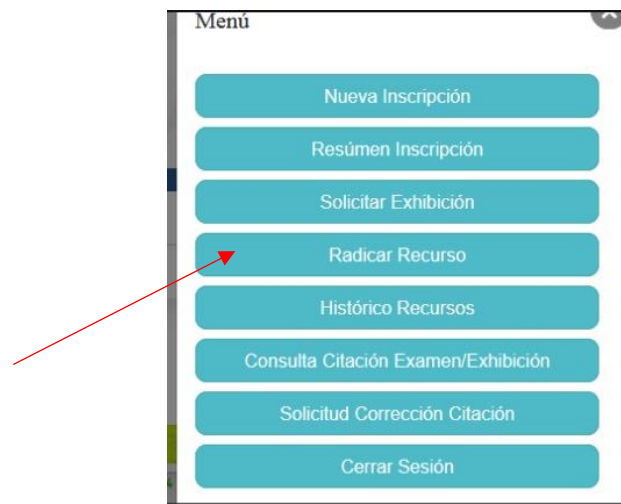 Menú
Nueva Inscripción
Resúmen Inscripción
Solicitar Exhibición
Radicar Recurso
Histórico Recursos
Consulta Citación Examen/Exhibición
Solicitud Corrección Citación
Cerrar Sesión